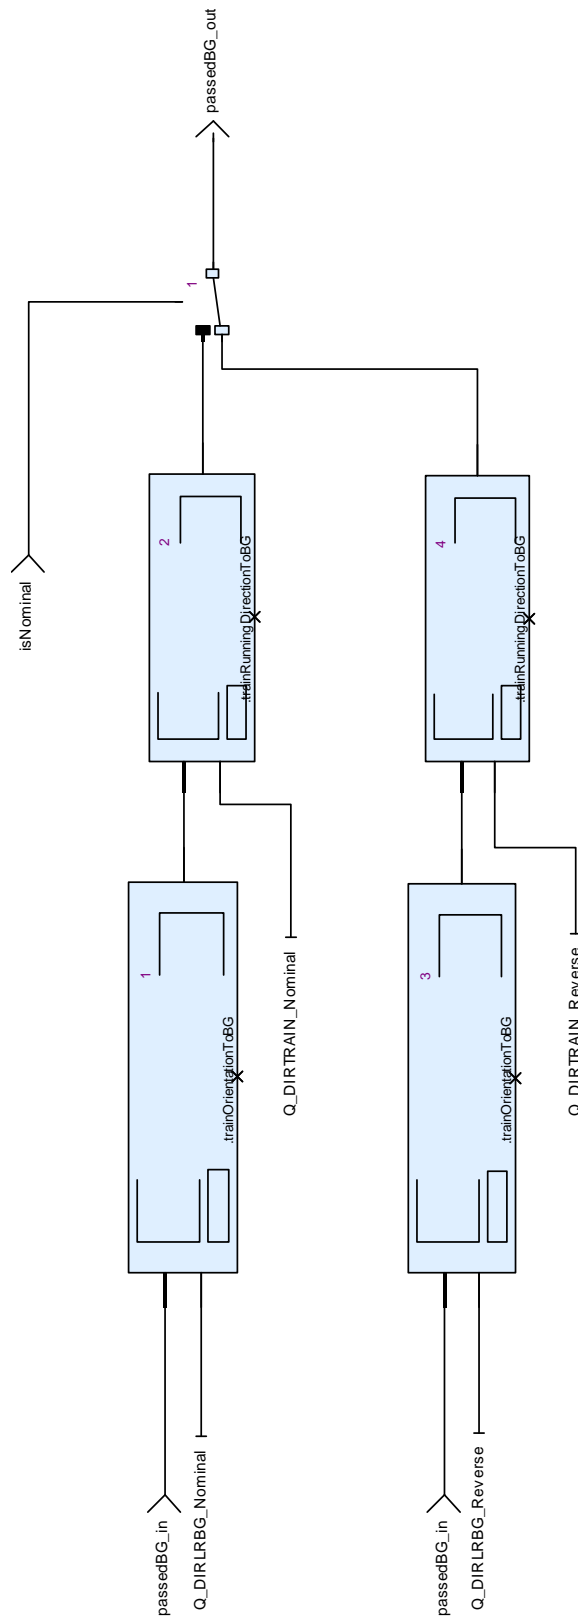 isNominal
1
passedBG_out
passedBG_in
Q_DIRLRBG_Nominal
1
.trainOrientationToBG
Q_DIRTRAIN_Nominal
2
.trainRunningDirectionToBG
passedBG_in
Q_DIRLRBG_Reverse
3
.trainOrientationToBG
Q_DIRTRAIN_Reverse
4
.trainRunningDirectionToBG